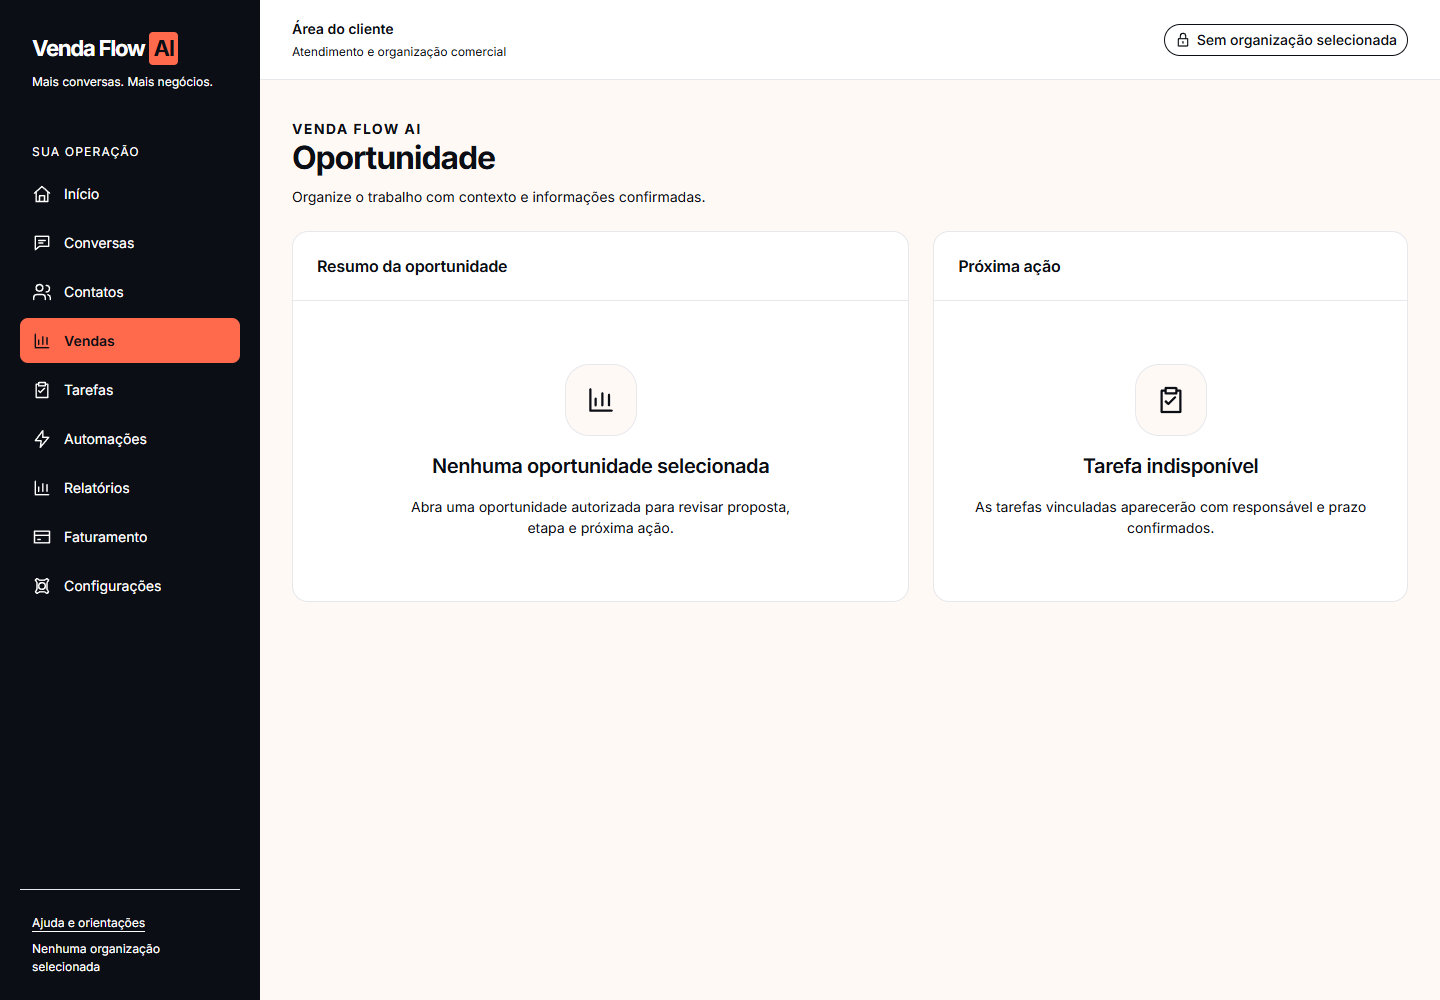 Venda Flow AI
Mais conversas. Mais negócios.
SUA OPERAÇÃO
Início
Conversas
Contatos
Vendas
Tarefas
Automações
Relatórios
Faturamento
Configurações
Ajuda e orientações
Nenhuma organização
selecionada
Área do cliente
Atendimento e organização comercial
Sem organização selecionada
VENDA FLOW AI
Oportunidade
Organize o trabalho com contexto e informações confirmadas.
Resumo da oportunidade
Nenhuma oportunidade selecionada
Abra uma oportunidade autorizada para revisar proposta,
etapa e próxima ação.
Próxima ação
Tarefa indisponível
As tarefas vinculadas aparecerão com responsável e prazo
confirmados.